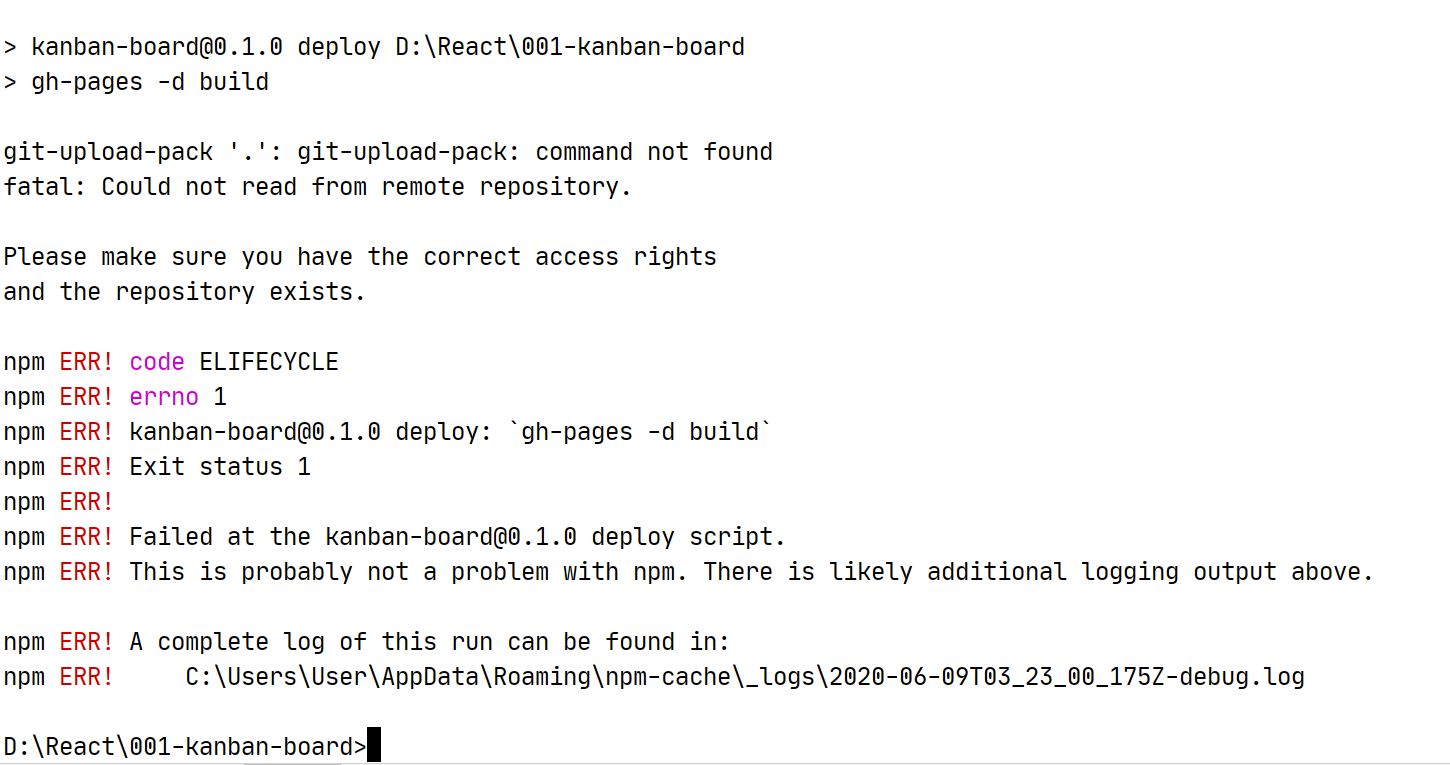 > kanban-board@0.1.0 deploy D:\React\001-kanban-board
> gh-pages -d build
git-upload-pack '.': git-upload-pack: command not found
fatal: Could not read from remote repository.
Please make sure you have the correct access rights
and the repository exists.
npm ERR! code ELIFECYCLE
npm ERR! errno 1
npm ERR! kanban-board@0.1.0 deploy: `gh-pages -d build`
npm ERR! Exit status 1
npm ERR!
npm ERR! Failed at the kanban-board@0.1.0 deploy script.
npm ERR! This is probably not a problem with npm. There is likely additional logging output above.
npm ERR! A complete log of this run can be found in:
npm ERR!     C:\Users\User\AppData\Roaming\npm-cache\_logs\2020-06-09T03_23_00_175Z-debug.log
D:\React\001-kanban-board>